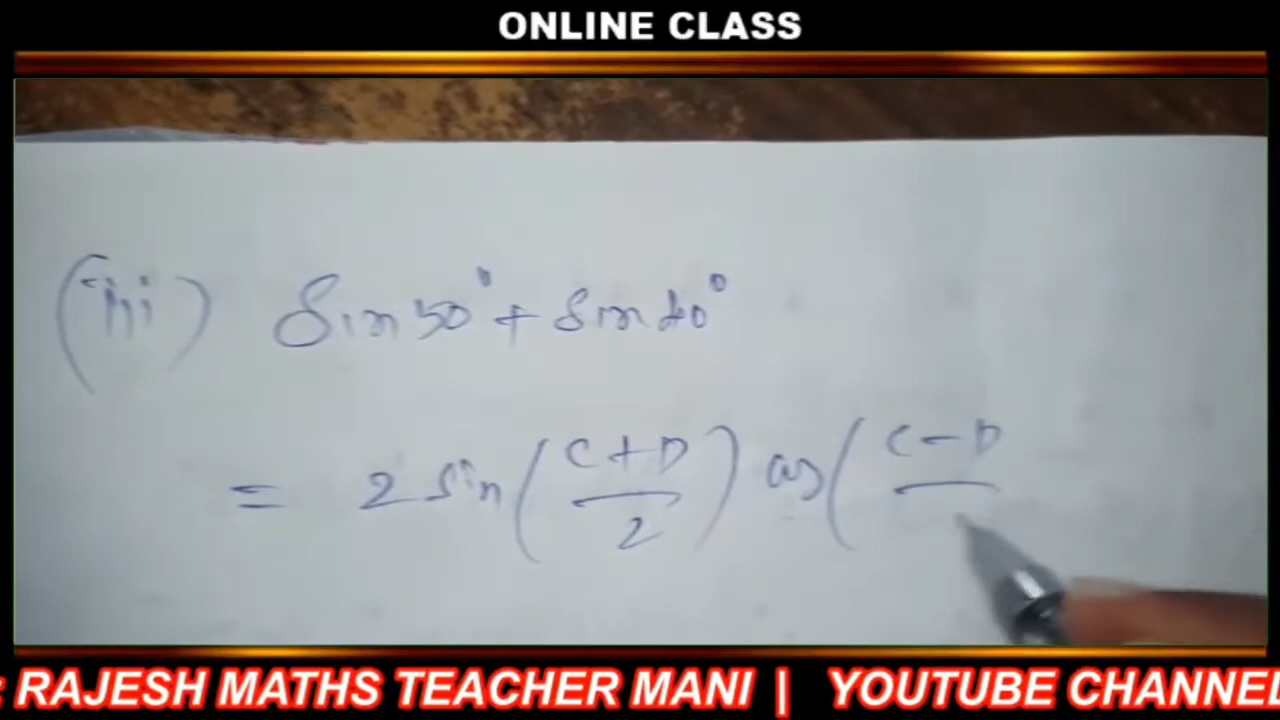 ONLINE CLASS
(iii) Sin 50° + Sin 40°
= 2 Sin (C+D/2) cos (C-D
: RAJESH MATHS TEACHER MANI | YOUTUBE CHANNEL